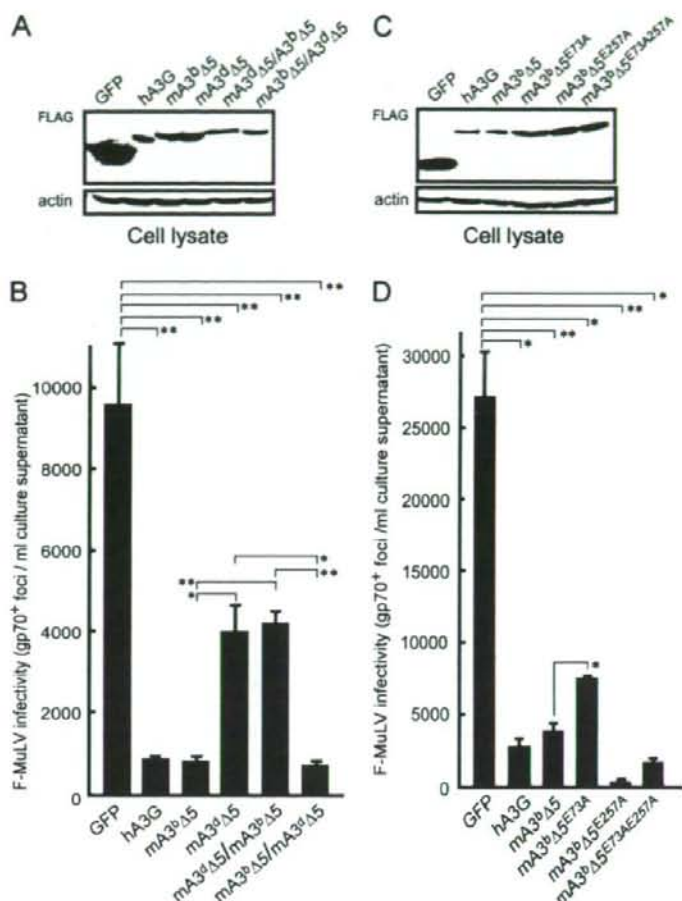 A
GFP
hA3G
mA3ᵇΔ5
mA3ᵈΔ5
mA3ᵈΔ5/A3ᵇΔ5
mA3ᵇΔ5/A3ᵈΔ5
FLAG
actin
Cell lysate
C
GFP
hA3G
mA3ᵇΔ5
mA3ᵇΔ5ᴱ⁷³ᴬ
mA3ᵇΔ5ᴱ²⁵⁷ᴬ
mA3ᵇΔ5ᴱ⁷³ᴬ²⁵⁷ᴬ
FLAG
actin
Cell lysate
B
F-MuLV infectivity (gp70⁺ foci / ml culture supernatant)
**
**
**
**
**
10000
8000
6000
4000
2000
0
*
**
**
*
GFP
hA3G
mA3ᵇΔ5
mA3ᵈΔ5
mA3ᵈΔ5/mA3ᵇΔ5
mA3ᵇΔ5/mA3ᵈΔ5
D
F-MuLV infectivity (gp70⁺ foci /ml culture supernatant)
*
**
*
**
*
30000
25000
20000
15000
10000
5000
0
*
GFP
hA3G
mA3ᵇΔ5
mA3ᵇΔ5ᴱ⁷³ᴬ
mA3ᵇΔ5ᴱ²⁵⁷ᴬ
mA3ᵇΔ5ᴱ⁷³ᴬᴱ²⁵⁷ᴬ